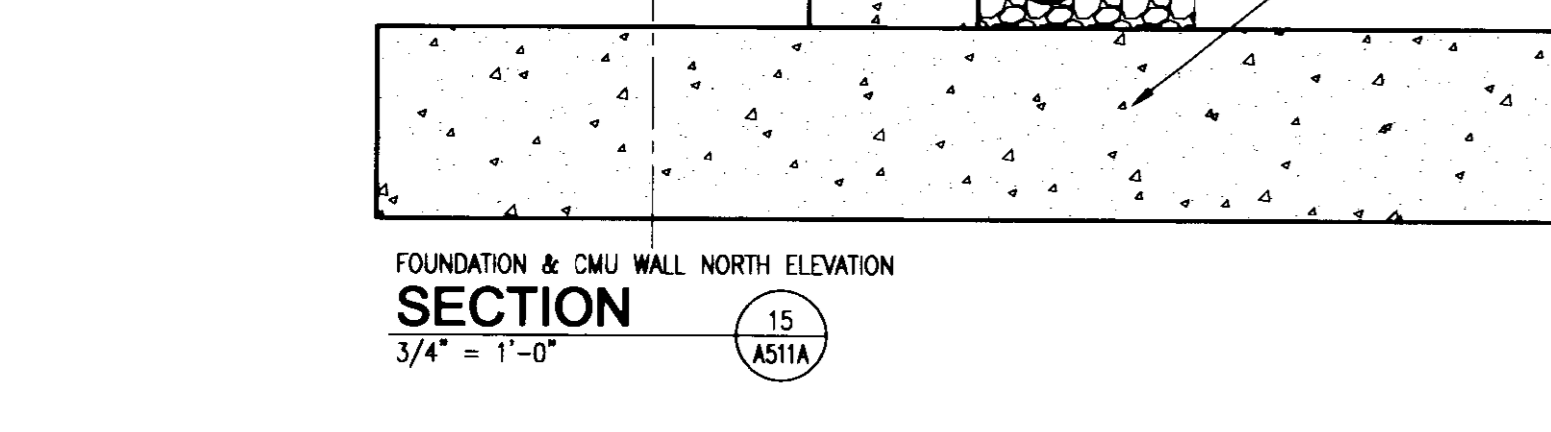 FOUNDATION & CMU WALL NORTH ELEVATION
SECTION
15
3/4" = 1'-0"
A511A